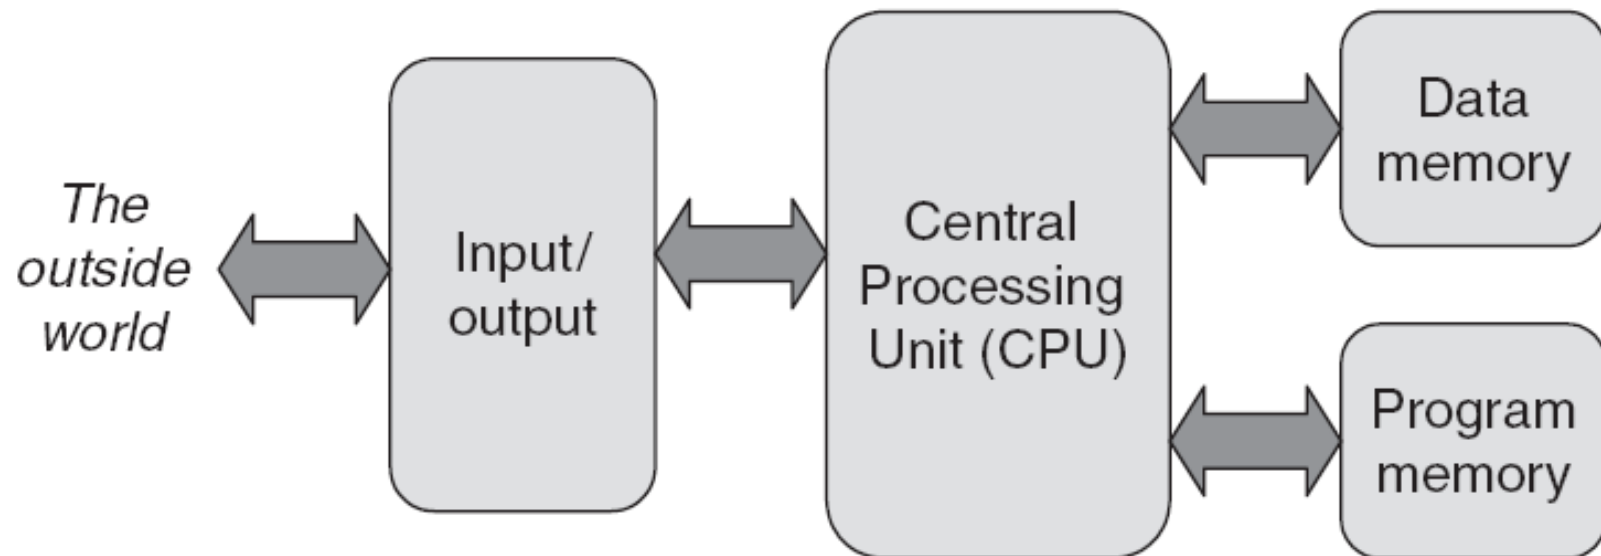 The
outside
world
Input/
output
Central
Processing
Unit (CPU)
Data
memory
Program
memory